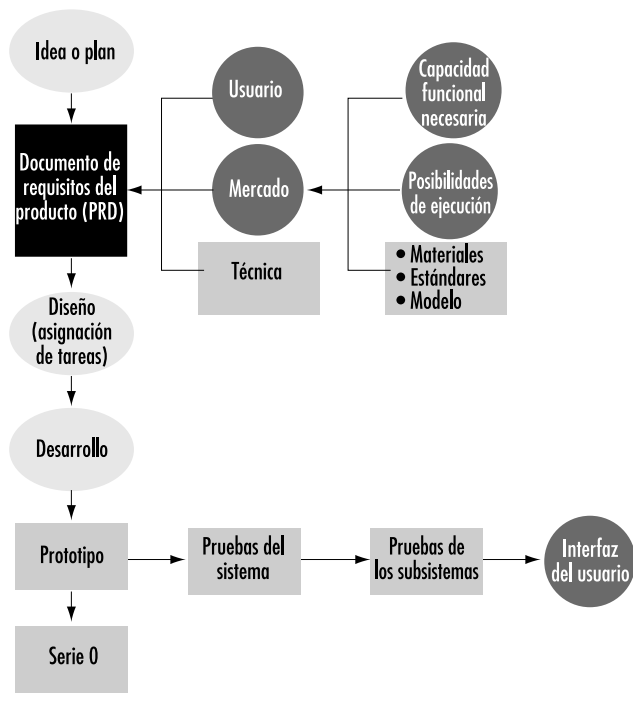 Idea o plan
Documento de
requisitos del
producto (PRD)
Usuario
Mercado
Técnica
Capacidad
funcional
necesaria
Posibilidades
de ejecución
• Materiales
• Estándares
• Modelo
Diseño
(asignación
de tareas)
Desarrollo
Prototipo
Pruebas del
sistema
Pruebas de
los subsistemas
Interfaz
del usuario
Serie 0